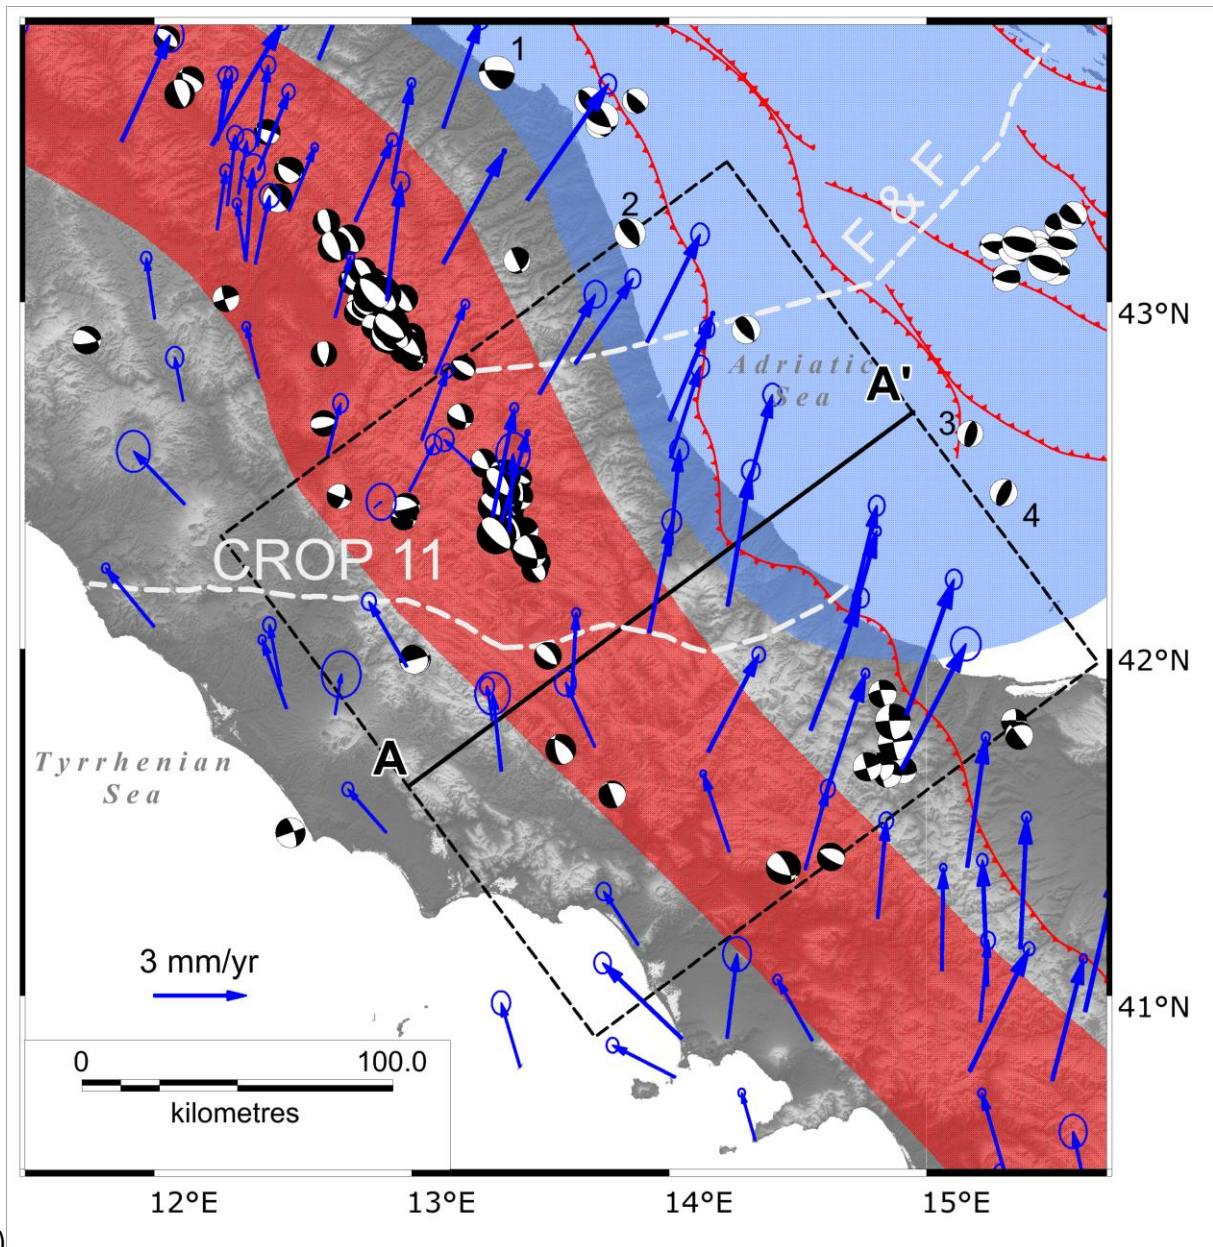 1
2
F & F
43°N
Adriatic
Sea
A'
3
4
CROP 11
42°N
A
Tyrrhenian
Sea
3 mm/yr
41°N
0 100.0
kilometres
12°E 13°E 14°E 15°E
)